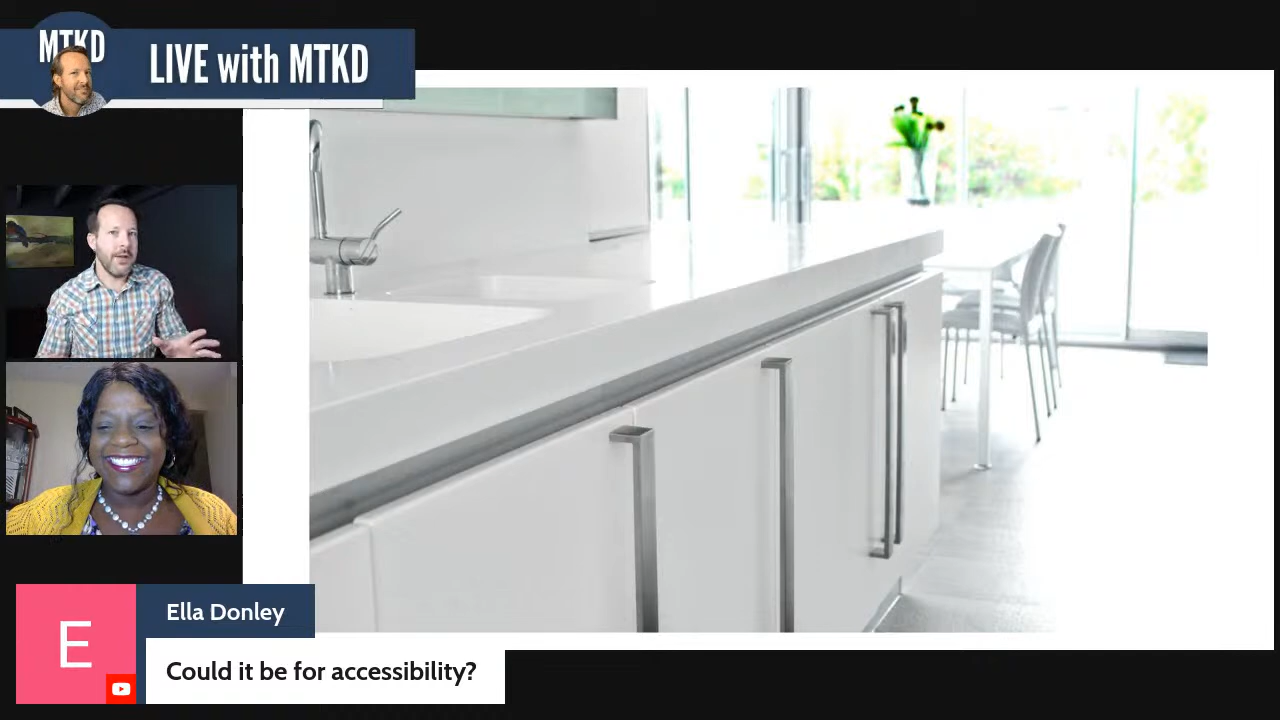 MTKD
LIVE with MTKD
E
Ella Donley
Could it be for accessibility?